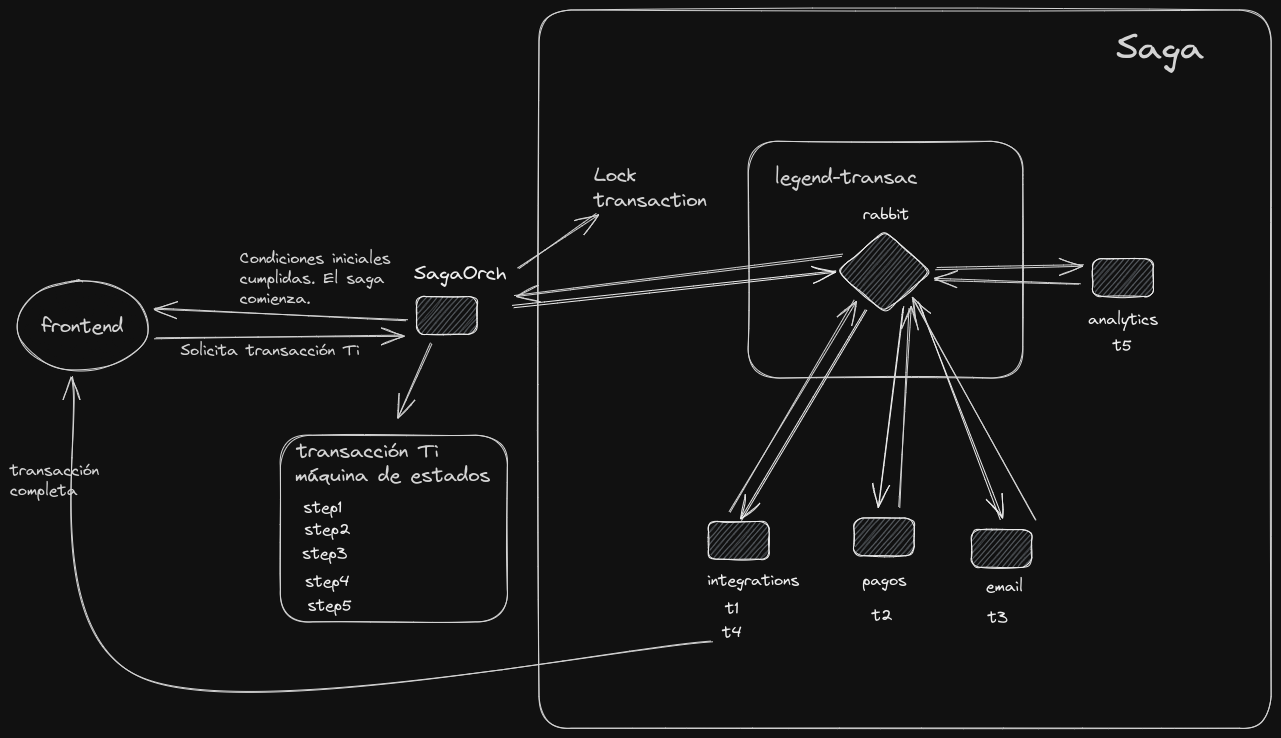 Saga
Lock
transaction
legend-transac
rabbit
Condiciones iniciales
cumplidas. El saga
comienza.
SagaOrch
frontend
Solicita transacción Ti
analytics
t5
transacción Ti
máquina de estados
step1
step2
step3
step4
step5
transacción
completa
integrations
t1
t4
pagos
t2
email
t3